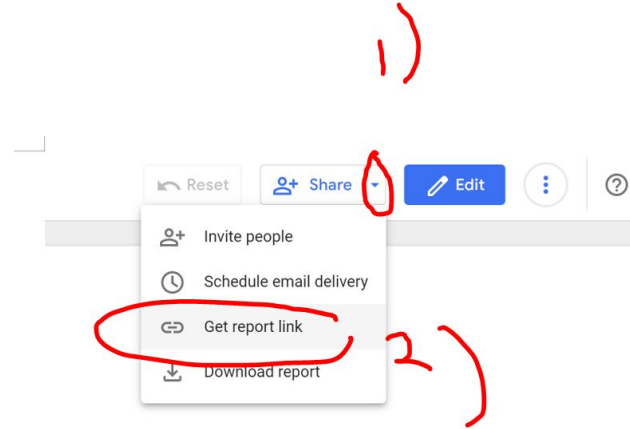 1)
Reset Share Edit
Invite people
Schedule email delivery
Get report link
2)
Download report